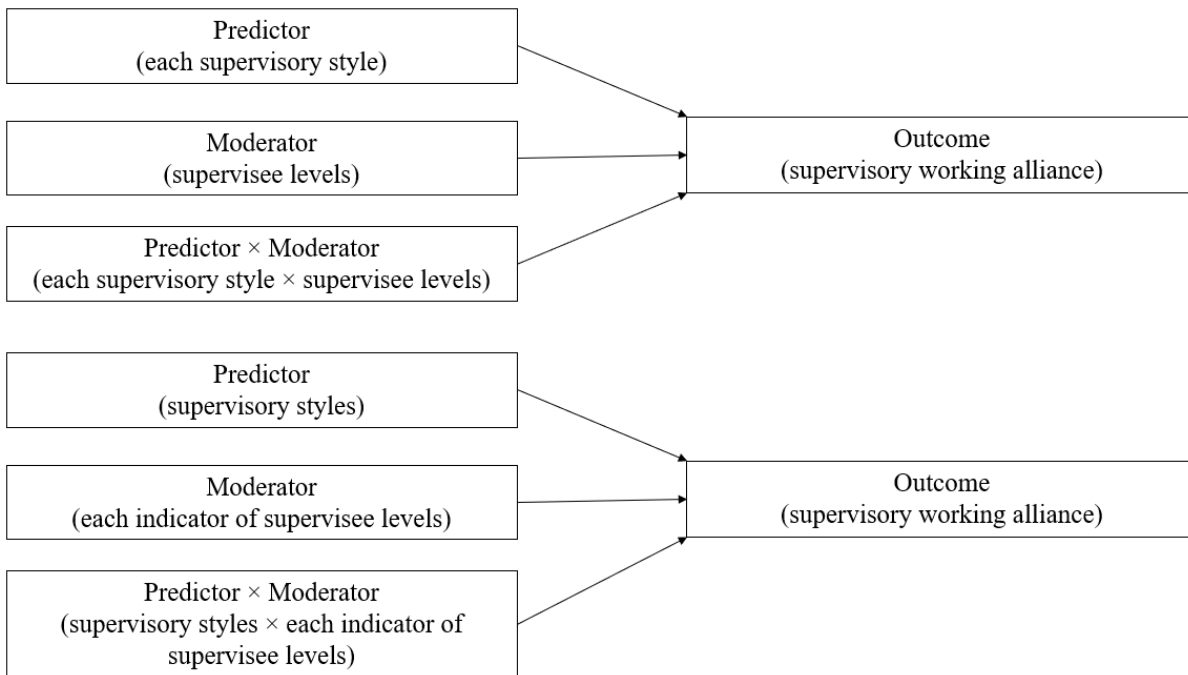 Predictor
(each supervisory style)
Moderator
(supervisee levels)
Predictor × Moderator
(each supervisory style × supervisee levels)
Outcome
(supervisory working alliance)
Predictor
(supervisory styles)
Moderator
(each indicator of supervisee levels)
Predictor × Moderator
(supervisory styles × each indicator of
supervisee levels)
Outcome
(supervisory working alliance)